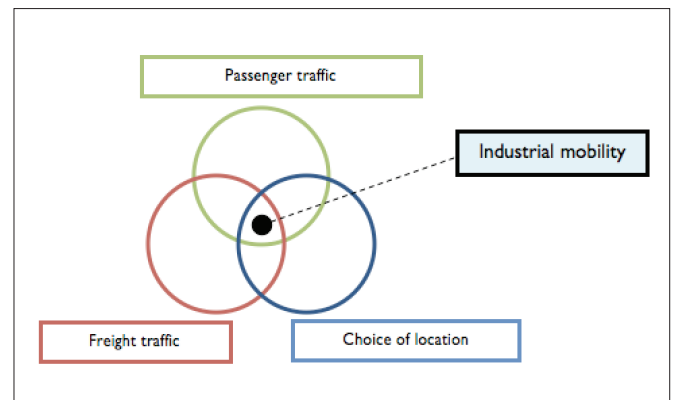 Passenger traffic
Industrial mobility
Freight traffic
Choice of location